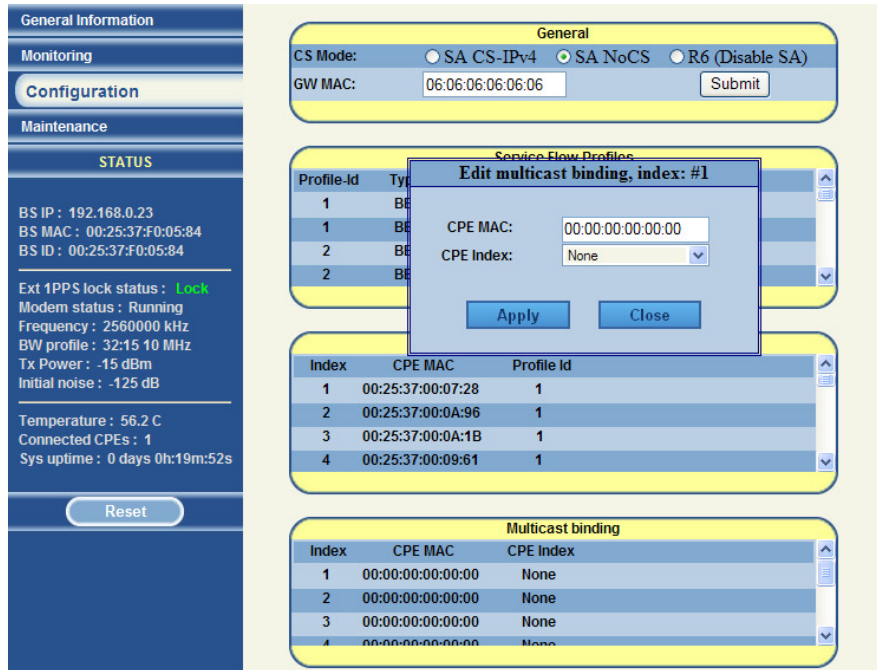 General Information
Monitoring
Configuration
Maintenance
STATUS
BS IP : 192.168.0.23
BS MAC : 00:25:37:F0:05:84
BS ID : 00:25:37:F0:05:84
Ext 1PPS lock status : Lock
Modem status : Running
Frequency : 2560000 kHz
BW profile : 32:15 10 MHz
Tx Power : -15 dBm
Initial noise : -125 dB
Temperature : 56.2 C
Connected CPEs : 1
Sys uptime : 0 days 0h:19m:52s
Reset
General
CS Mode: SA CS-IPv4 SA NoCS R6 (Disable SA)
GW MAC: 06:06:06:06:06:06 Submit
Service Flow Profiles
Profile-Id Typ
1 BE
1 BE
2 BE
2 BE
Edit multicast binding, index: #1
CPE MAC: 00:00:00:00:00:00
CPE Index: None
Apply Close
Index CPE MAC Profile Id
1 00:25:37:00:07:28 1
2 00:25:37:00:0A:96 1
3 00:25:37:00:0A:1B 1
4 00:25:37:00:09:61 1
Multicast binding
Index CPE MAC CPE Index
1 00:00:00:00:00:00 None
2 00:00:00:00:00:00 None
3 00:00:00:00:00:00 None
4 00:00:00:00:00:00 None